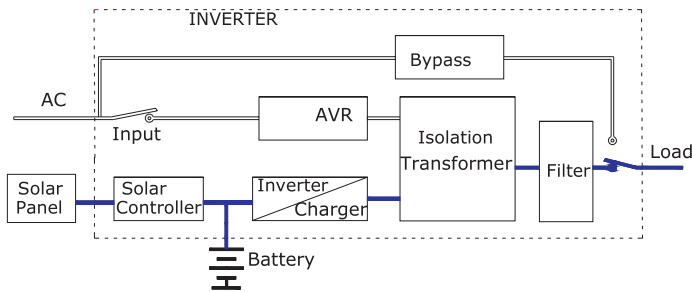 INVERTER
Bypass
AC
Input
AVR
Isolation
Transformer
Filter
Load
Solar
Panel
Solar
Controller
Inverter
Charger
Battery